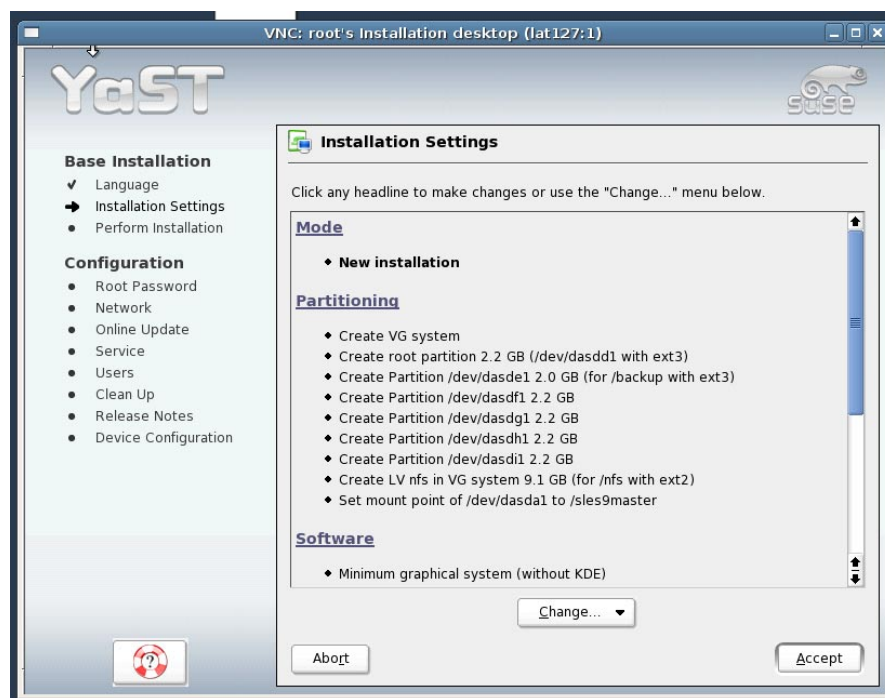 VNC: root's Installation desktop (lat127:1)
YaST
SUSE
Base Installation
Language
Installation Settings
Perform Installation
Configuration
Root Password
Network
Online Update
Service
Users
Clean Up
Release Notes
Device Configuration
Installation Settings
Click any headline to make changes or use the "Change..." menu below.
Mode
New installation
Partitioning
Create VG system
Create root partition 2.2 GB (/dev/dasdd1 with ext3)
Create Partition /dev/dasde1 2.0 GB (for /backup with ext3)
Create Partition /dev/dasdf1 2.2 GB
Create Partition /dev/dasdg1 2.2 GB
Create Partition /dev/dasdh1 2.2 GB
Create Partition /dev/dasdi1 2.2 GB
Create LV nfs in VG system 9.1 GB (for /nfs with ext2)
Set mount point of /dev/dasda1 to /sles9master
Software
Minimum graphical system (without KDE)
Change...
?
Abort
Accept